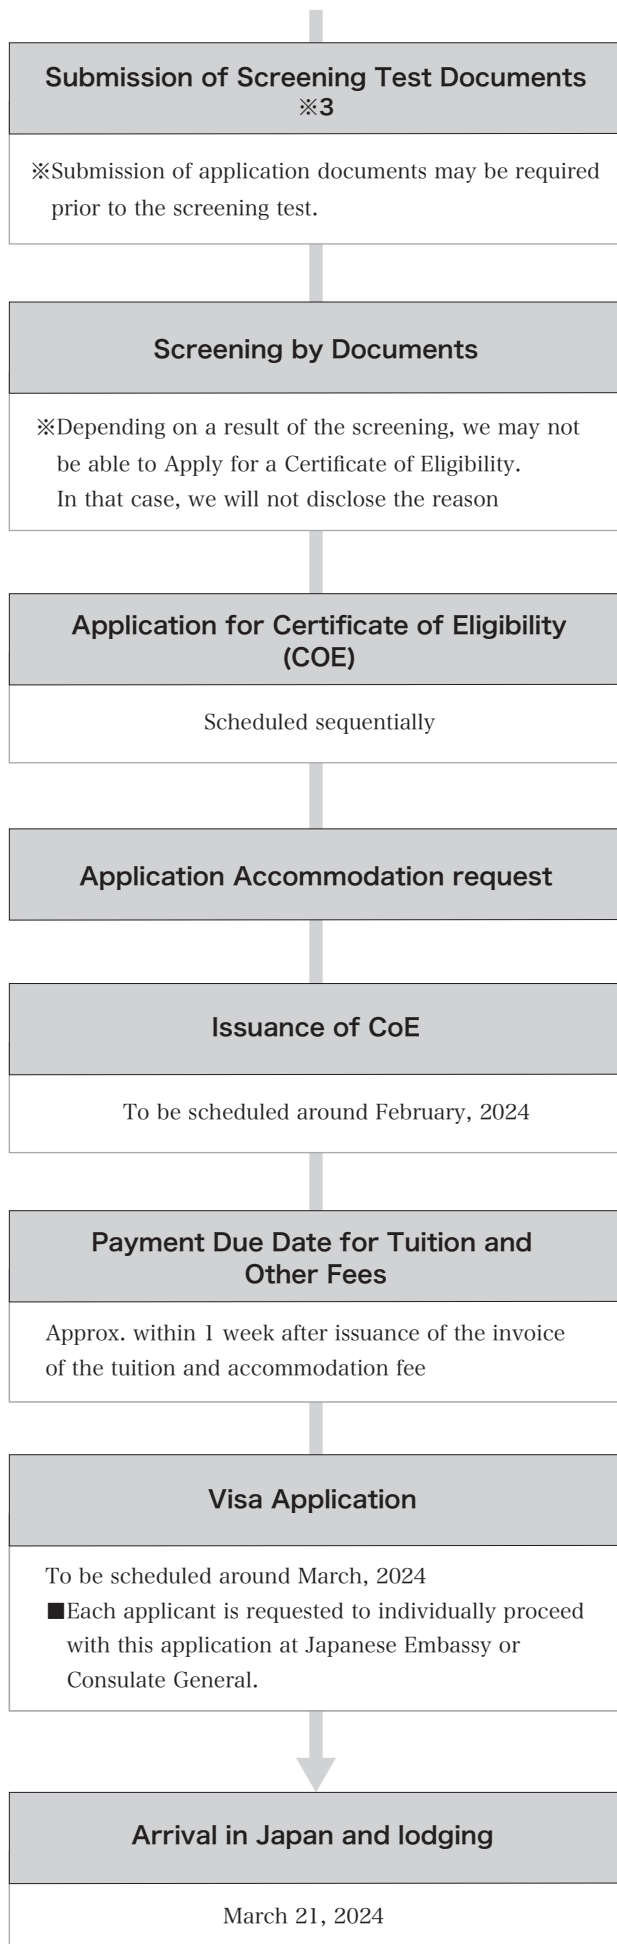 Submission of Screening Test Documents
※3
※Submission of application documents may be required
prior to the screening test.
Screening by Documents
※Depending on a result of the screening, we may not
be able to Apply for a Certificate of Eligibility.
In that case, we will not disclose the reason
Application for Certificate of Eligibility
(COE)
Scheduled sequentially
Application Accommodation request
Issuance of CoE
To be scheduled around February, 2024
Payment Due Date for Tuition and
Other Fees
Approx. within 1 week after issuance of the invoice
of the tuition and accommodation fee
Visa Application
To be scheduled around March, 2024
■Each applicant is requested to individually proceed
with this application at Japanese Embassy or
Consulate General.
Arrival in Japan and lodging
March 21, 2024